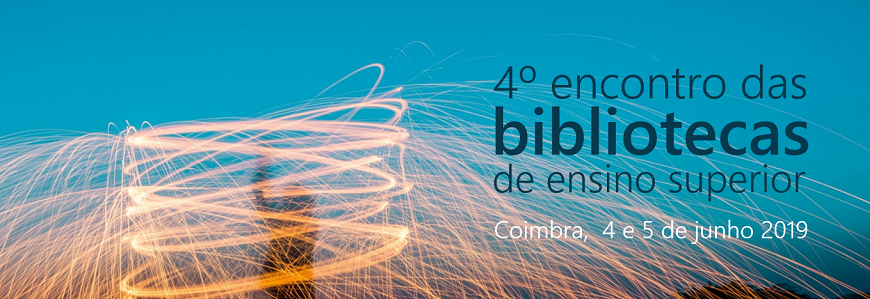 4º encontro das
bibliotecas
de ensino superior
Coimbra,  4 e 5 de junho 2019